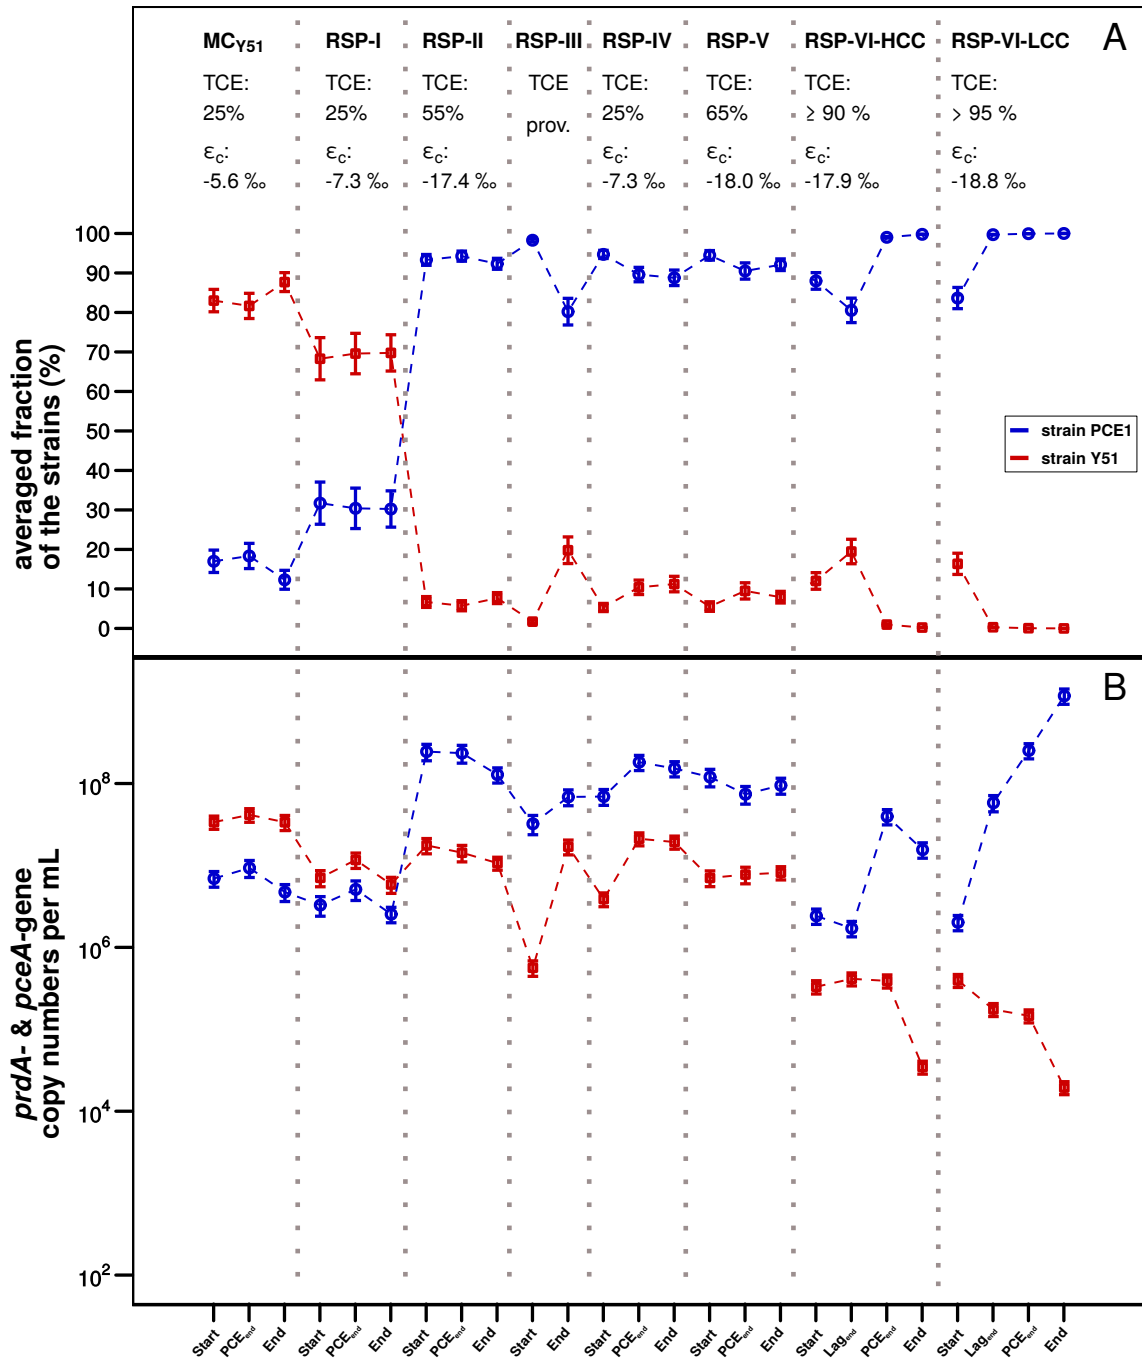 A
MCY51 RSP-I RSP-II RSP-III RSP-IV RSP-V RSP-VI-HCC RSP-VI-LCC
TCE: TCE: TCE: TCE TCE: TCE: TCE: TCE:
25% 25% 55% prov. 25% 65% ≥ 90 % > 95 %
εc: εc: εc: εc: εc: εc: εc:
-5.6 ‰ -7.3 ‰ -17.4 ‰ -7.3 ‰ -18.0 ‰ -17.9 ‰ -18.8 ‰
100
90
80
70
60
50
40
30
20
10
0
averaged fraction
of the strains (%)
strain PCE1
strain Y51
B
10^8
10^6
10^4
10^2
prdA- & pceA-gene
copy numbers per mL
Start PCEend End Start PCEend End Start PCEend End Start End Start PCEend End Start PCEend End Start Lagend PCEend End Start Lagend PCEend End